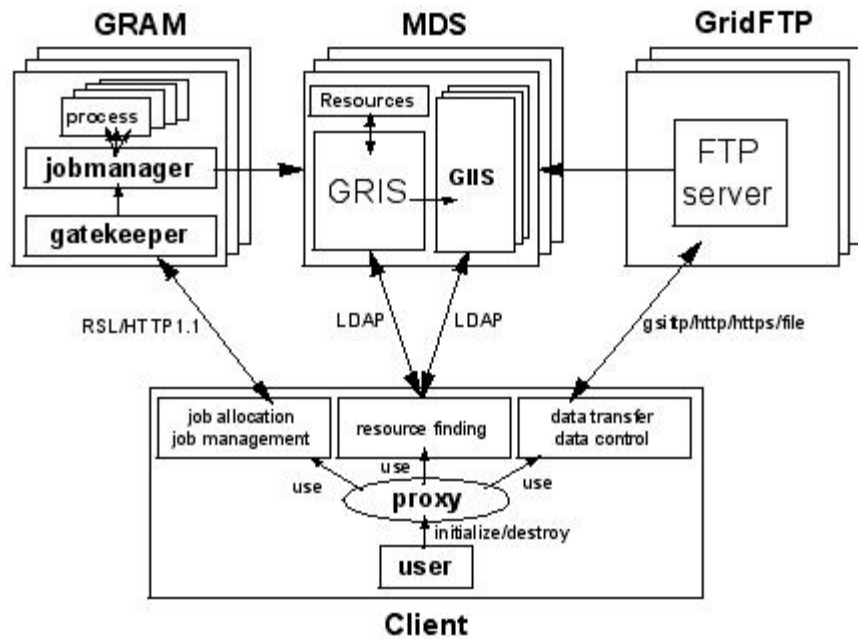 GRAM
MDS
GridFTP
process
jobmanager
gatekeeper
Resources
GRIS
GIIS
FTP
server
RSL/HTTP1.1
LDAP
LDAP
gsiftp/http/https/file
job allocation
job management
resource finding
data transfer
data control
use
use
use
proxy
initialize/destroy
user
Client